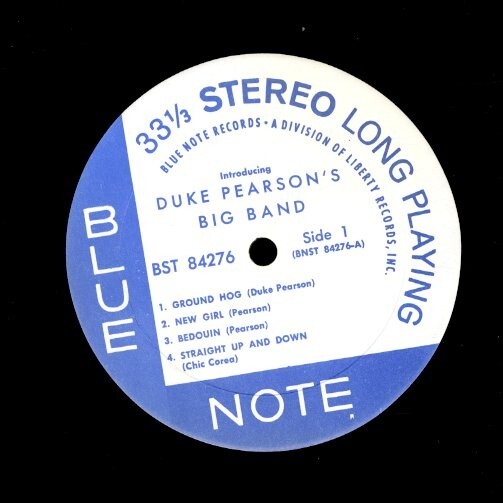 33⅓ STEREO LONG PLAYING
BLUE NOTE RECORDS • A DIVISION OF LIBERTY RECORDS, INC.
Introducing
DUKE PEARSON'S
BIG BAND
BST 84276
Side 1
(BNST 84276-A)
1. GROUND HOG (Duke Pearson)
2. NEW GIRL (Pearson)
3. BEDOUIN (Pearson)
4. STRAIGHT UP AND DOWN
(Chic Corea)
BLUE
NOTE